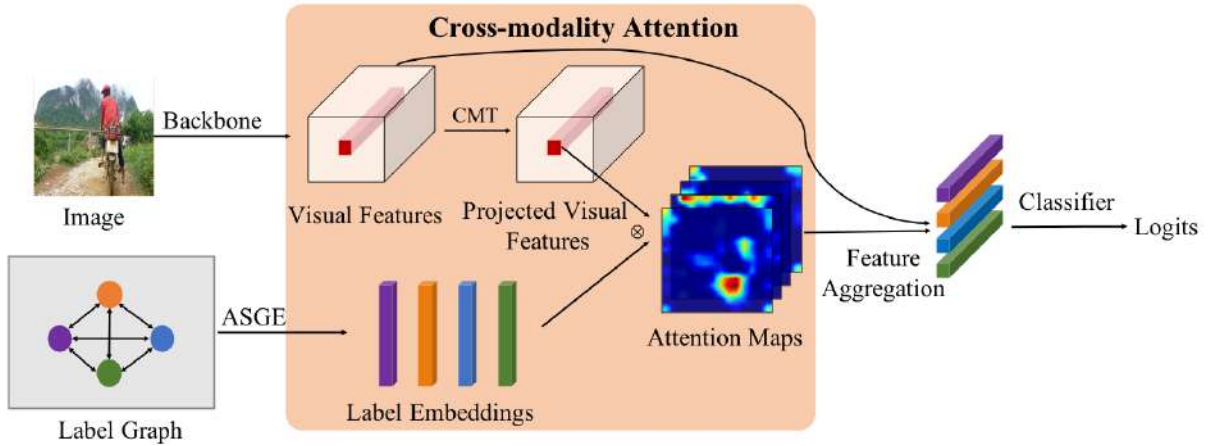 Cross-modality Attention
Backbone
CMT
Image
Visual Features
Projected Visual
Features
⊗
Classifier
Logits
Feature
Aggregation
ASGE
Attention Maps
Label Embeddings
Label Graph